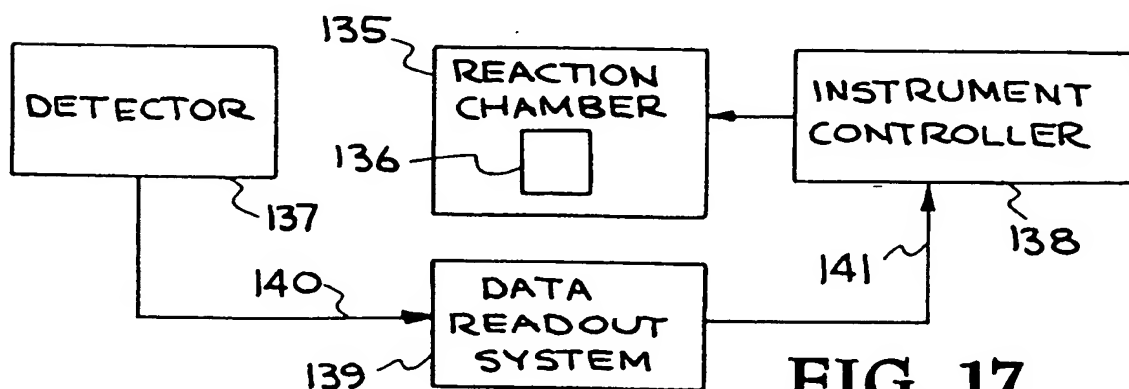 DETECTOR
137
135
REACTION
CHAMBER
136
INSTRUMENT
CONTROLLER
138
140
DATA
READOUT
SYSTEM
139
141
FIG. 17